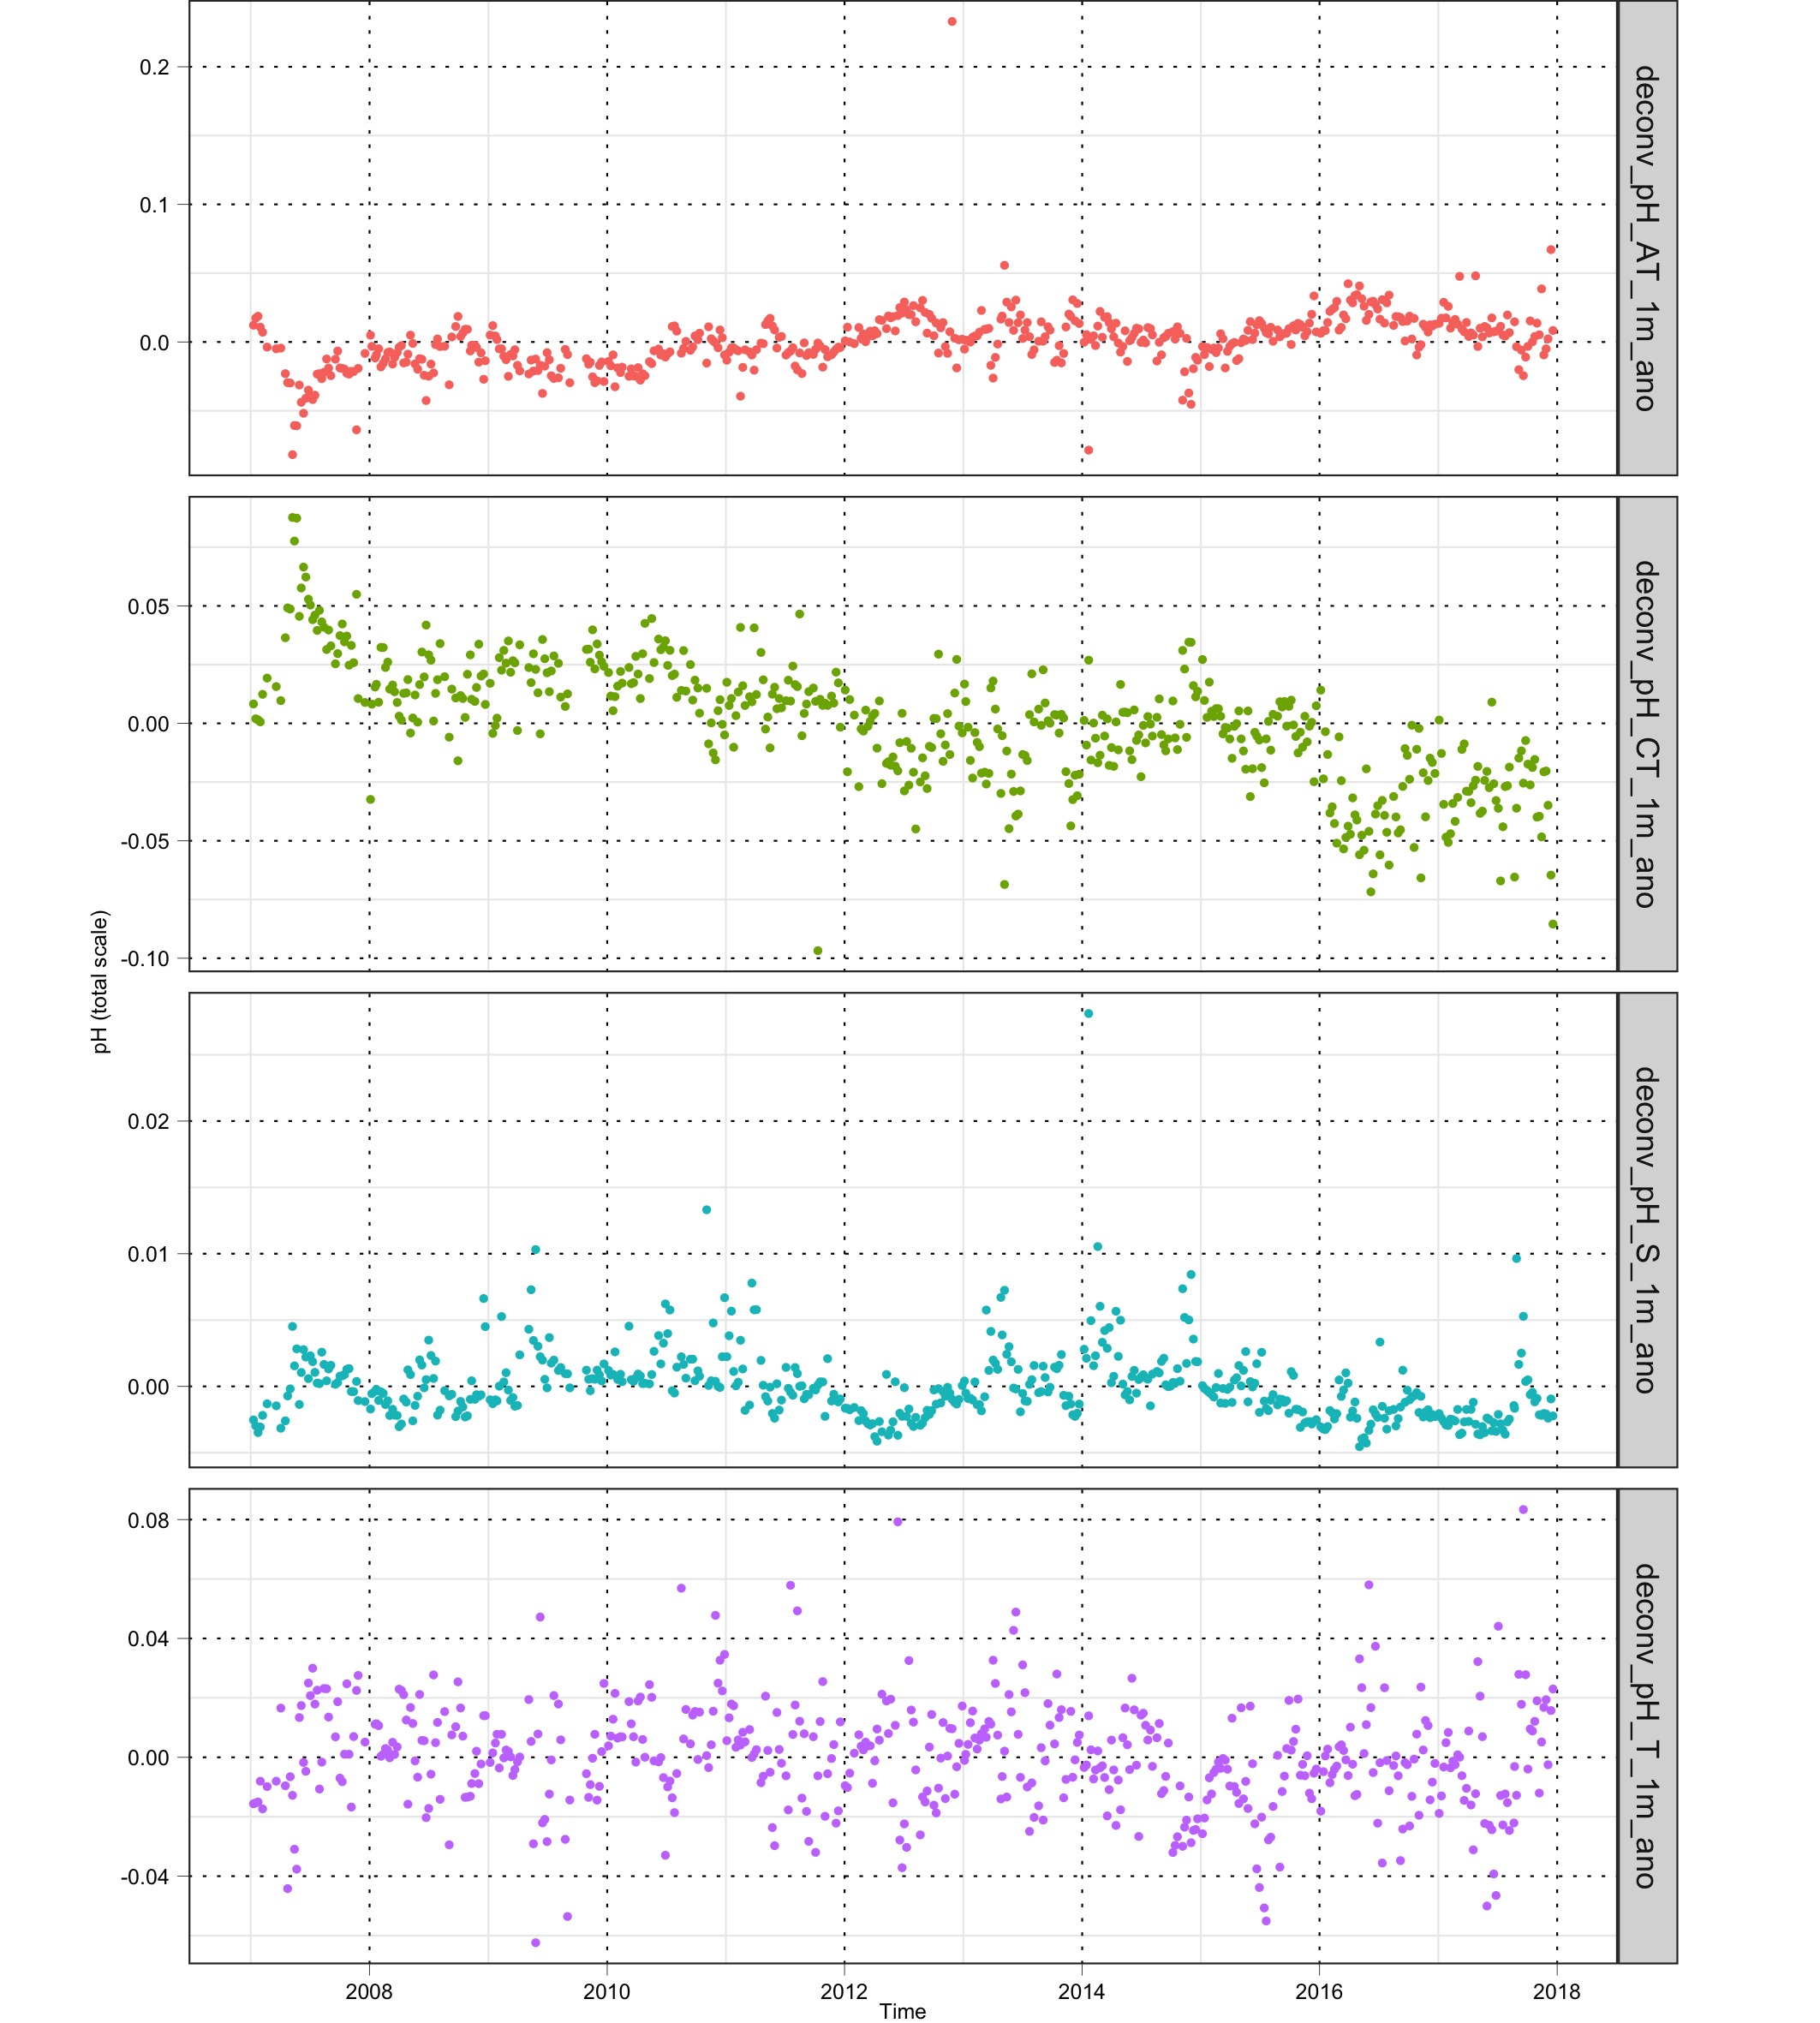 0.2
0.1
0.0
deconv_pH_AT_1m_ano
0.05
0.00
-0.05
-0.10
deconv_pH_CT_1m_ano
pH (total scale)
0.02
0.01
0.00
deconv_pH_S_1m_ano
0.08
0.04
0.00
-0.04
deconv_pH_T_1m_ano
2008 2010 2012 2014 2016 2018
Time